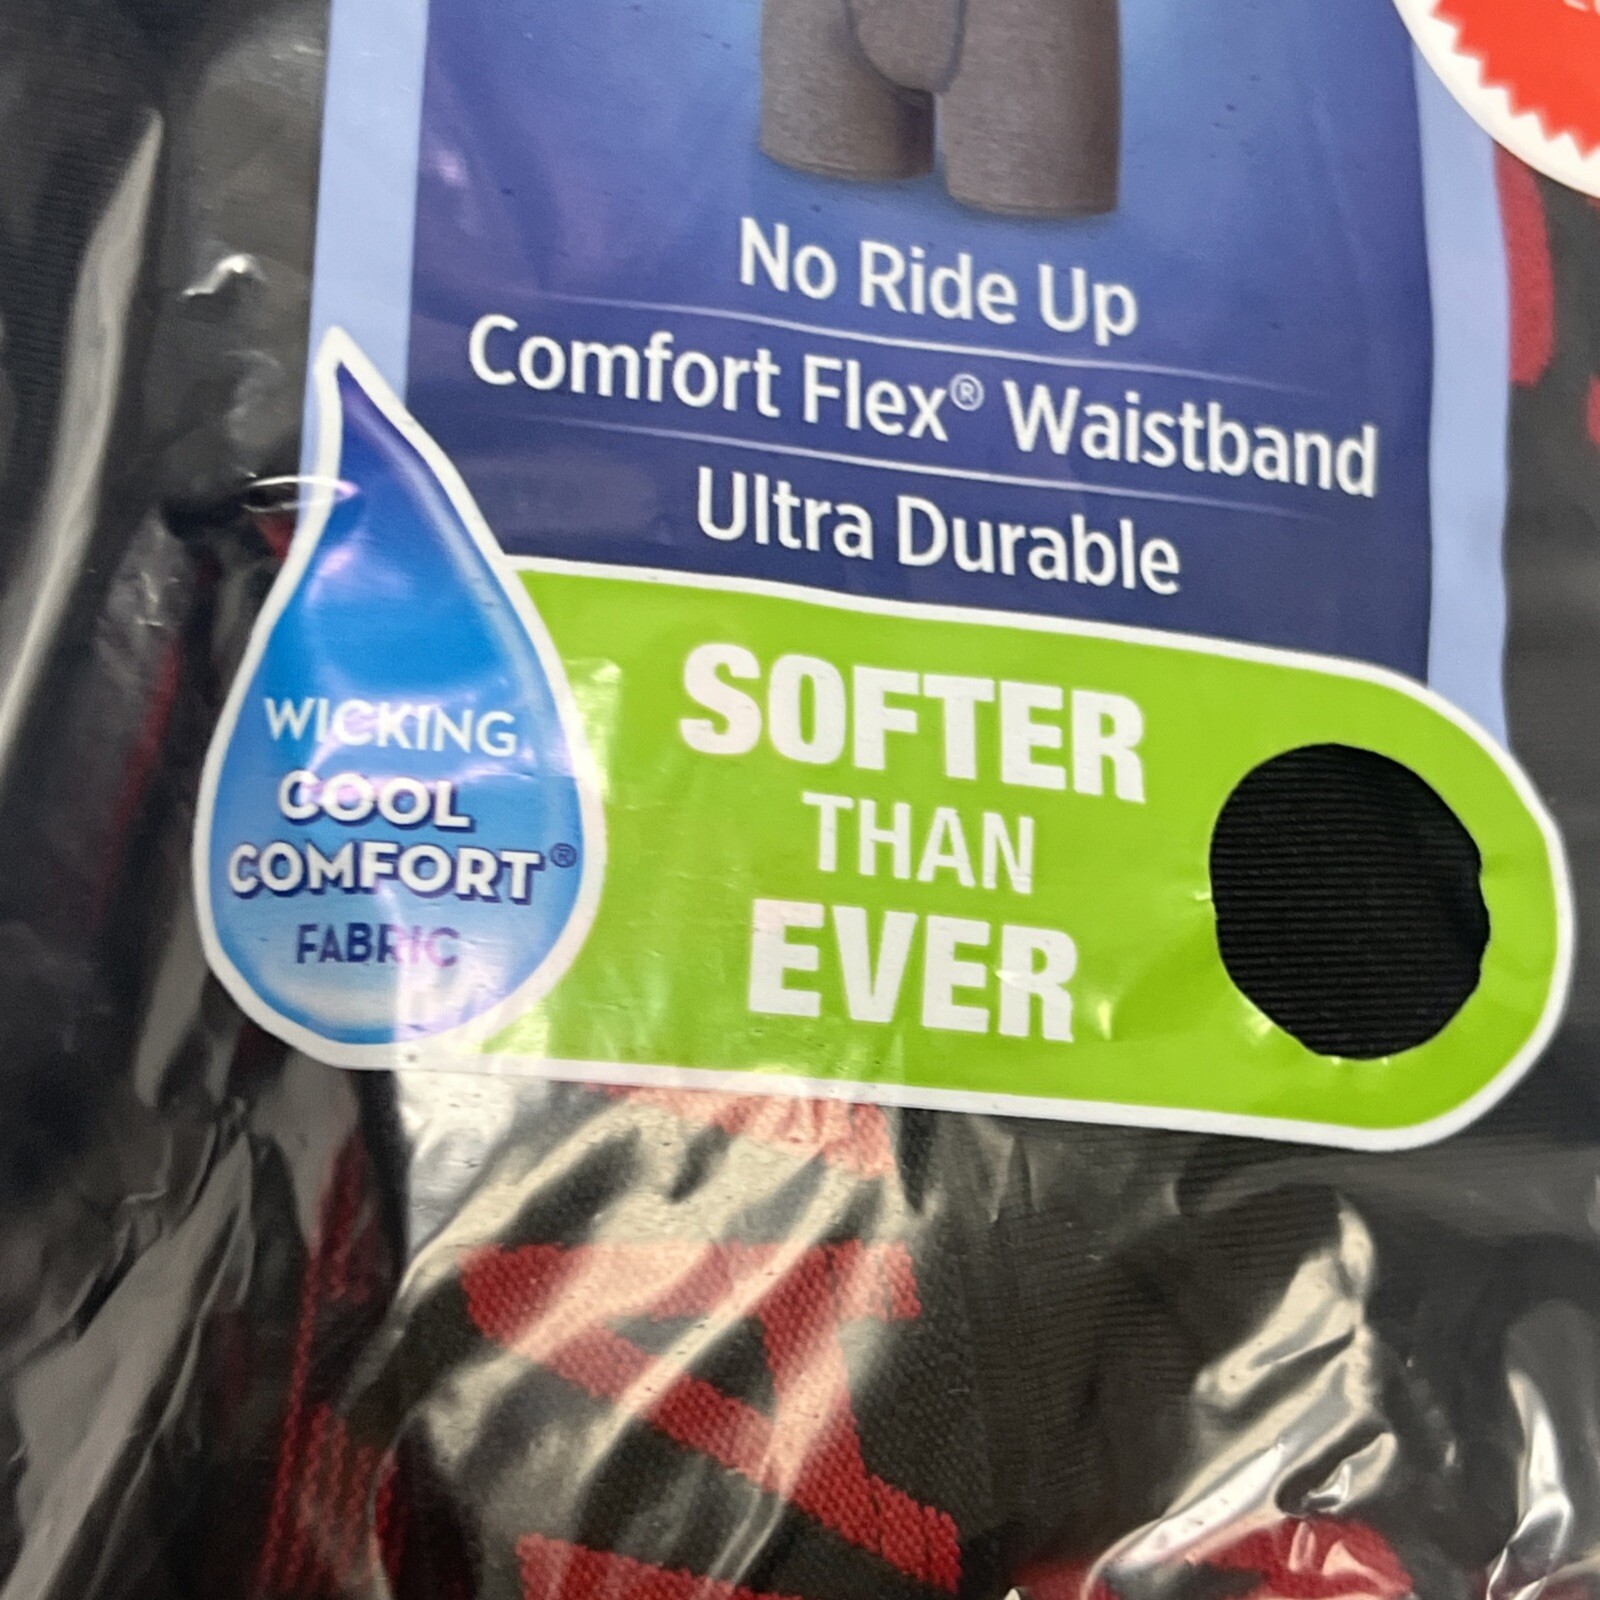 No Ride Up
Comfort Flex® Waistband
Ultra Durable
WICKING
COOL
COMFORT®
FABRIC
SOFTER
THAN
EVER